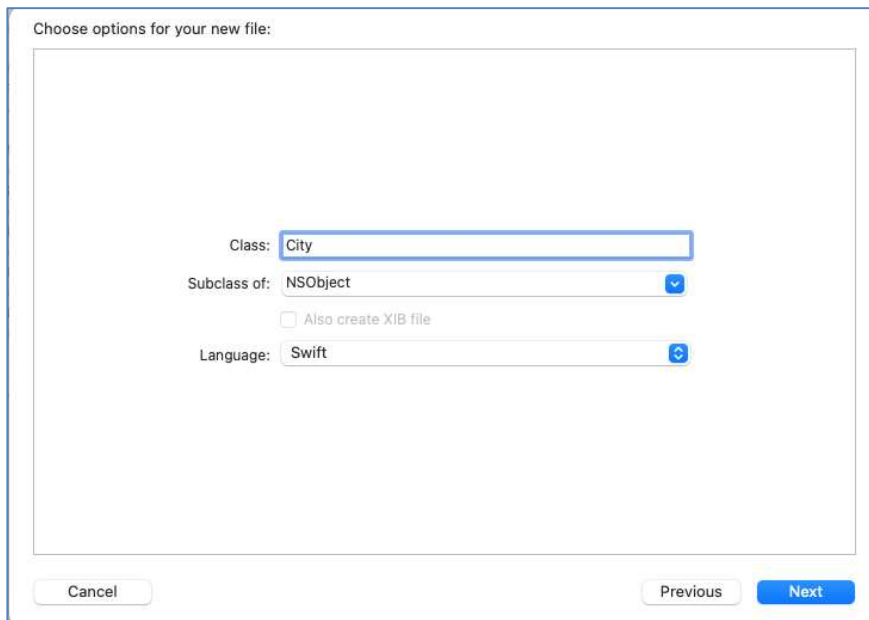 Choose options for your new file:
Class: City
Subclass of: NSObject
Also create XIB file
Language: Swift
Cancel Previous Next